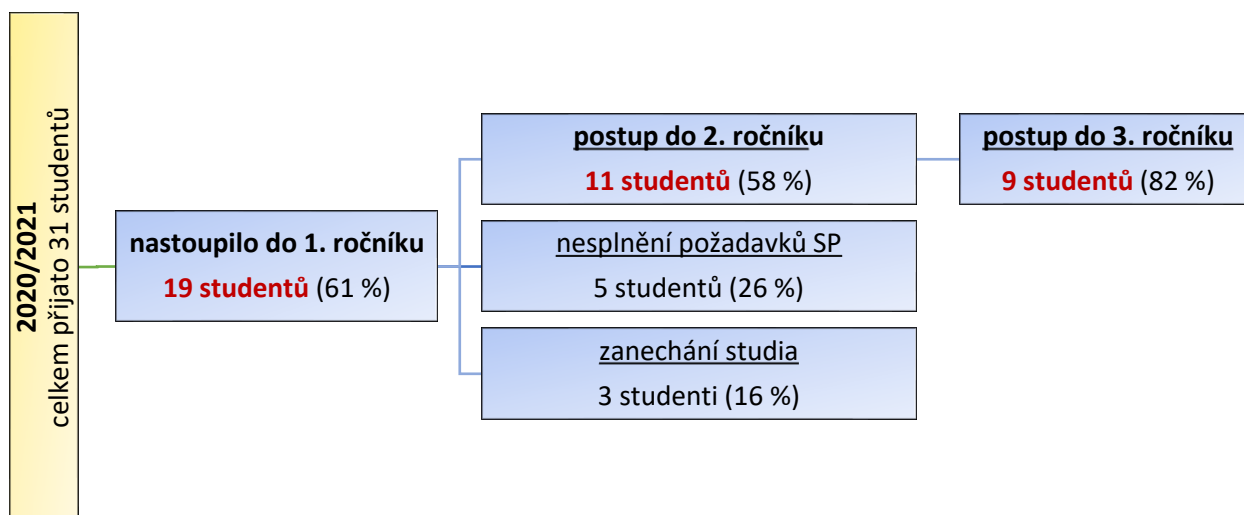 2020/2021
celkem přijato 31 studentů
nastoupilo do 1. ročníku
19 studentů (61 %)
postup do 2. ročníku
11 studentů (58 %)
nesplnění požadavků SP
5 studentů (26 %)
zanechání studia
3 studenti (16 %)
postup do 3. ročníku
9 studentů (82 %)